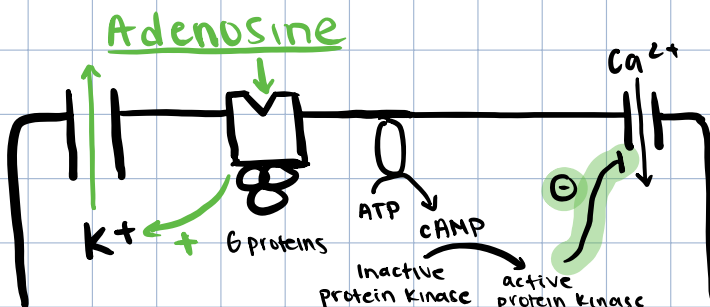 Adenosine
Ca²⁺
K⁺
+
G proteins
ATP
cAMP
Inactive
protein kinase
active
protein kinase
⊖